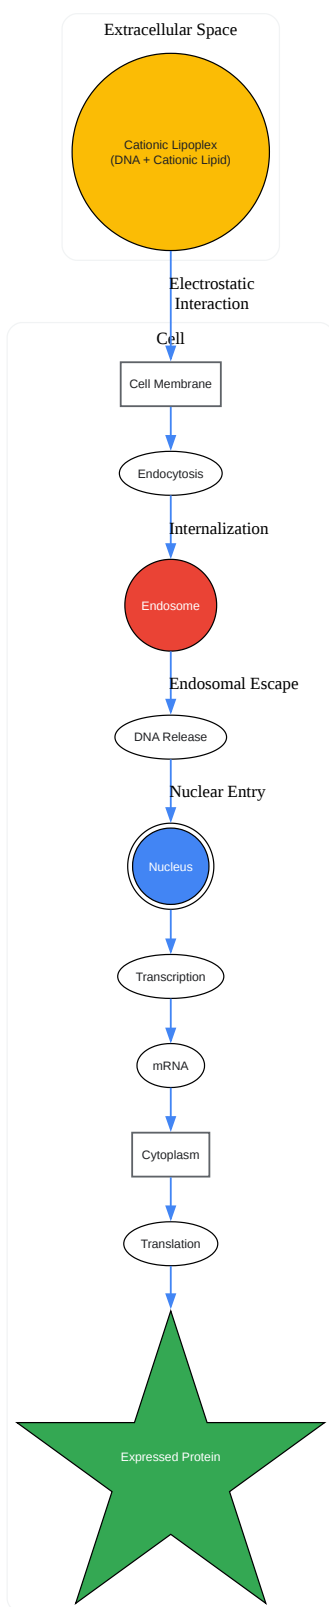 Extracellular Space
Cationic Lipoplex
(DNA + Cationic Lipid)
Electrostatic
Interaction
Cell
Cell Membrane
Endocytosis
Internalization
Endosome
Endosomal Escape
DNA Release
Nuclear Entry
Nucleus
Transcription
mRNA
Cytoplasm
Translation
Expressed Protein